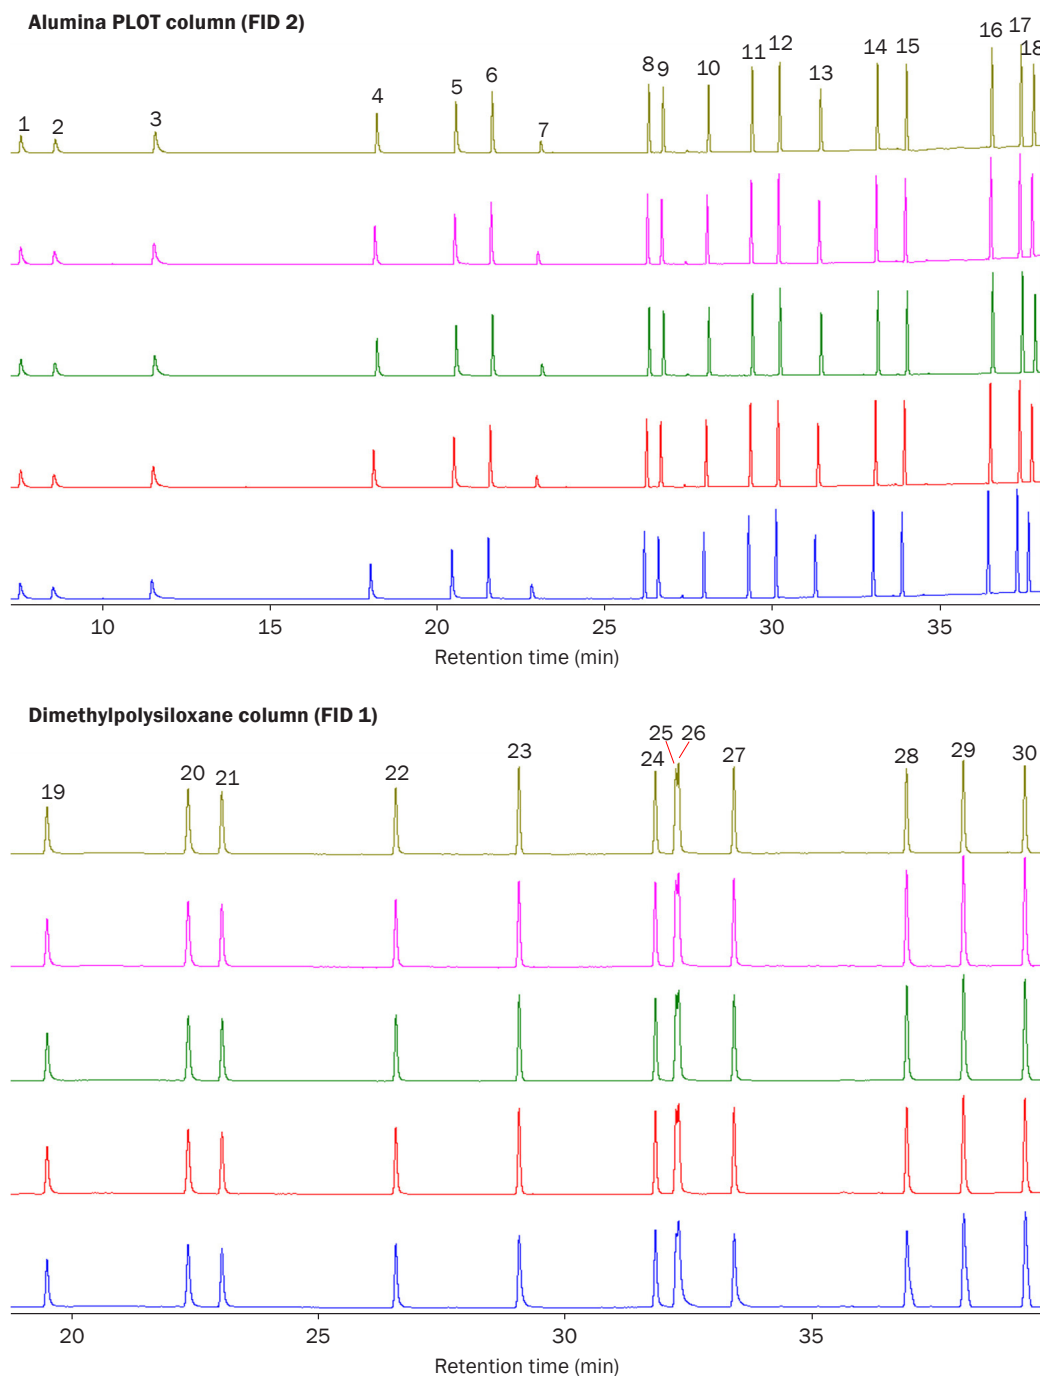 Alumina PLOT column (FID 2)
1 2 3 4 5 6 7 8 9 10 11 12 13 14 15 16 17 18
10 15 20 25 30 35
Retention time (min)
Dimethylpolysiloxane column (FID 1)
19 20 21 22 23 24 25 26 27 28 29 30
20 25 30 35
Retention time (min)